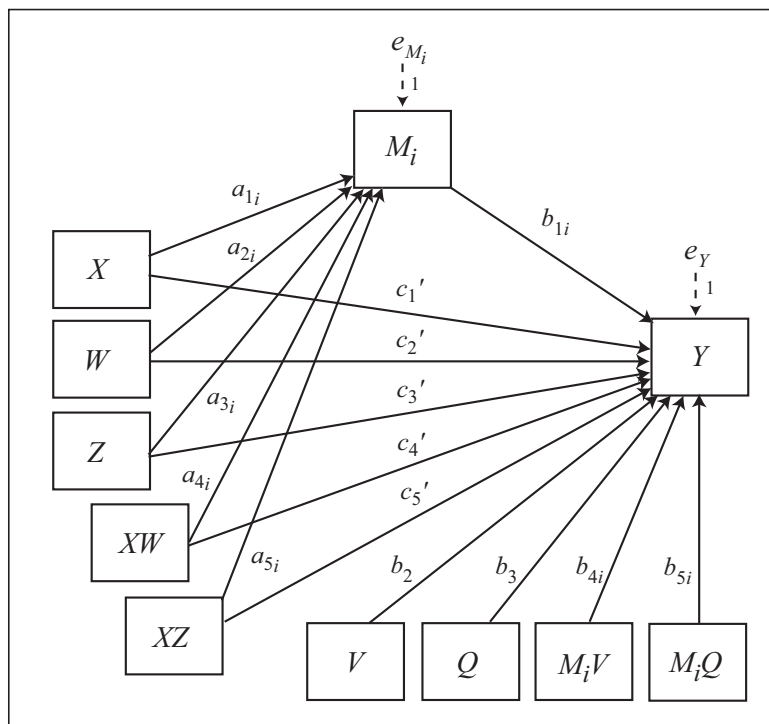 e_{M_i}
1
M_i
a_{1i}
b_{1i}
a_{2i}
e_Y
1
X
c_1'
W
c_2'
Y
a_{3i}
c_3'
Z
c_4'
a_{4i}
c_5'
XW
a_{5i}
b_2
b_3
b_{4i}
b_{5i}
XZ
V
Q
M_iV
M_iQ